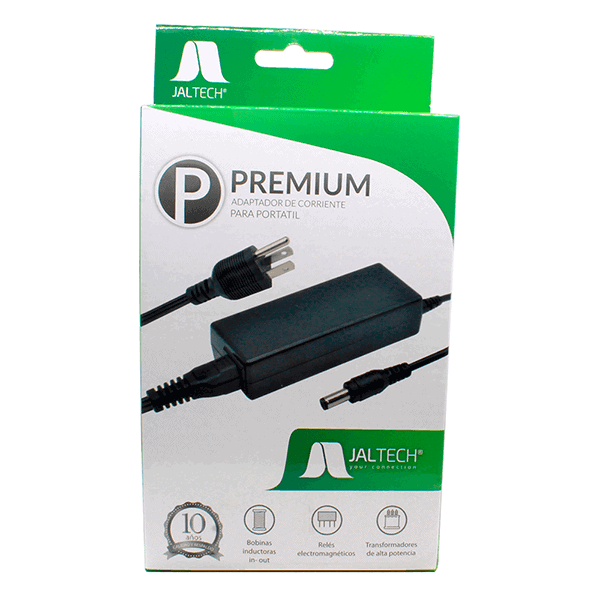 JALTECH®
P PREMIUM
ADAPTADOR DE CORRIENTE
PARA PORTATIL
JALTECH®
your connection
10
años
Bobinas
inductoras
in- out
Relés
electromagnéticos
Transformadores
de alta potencia